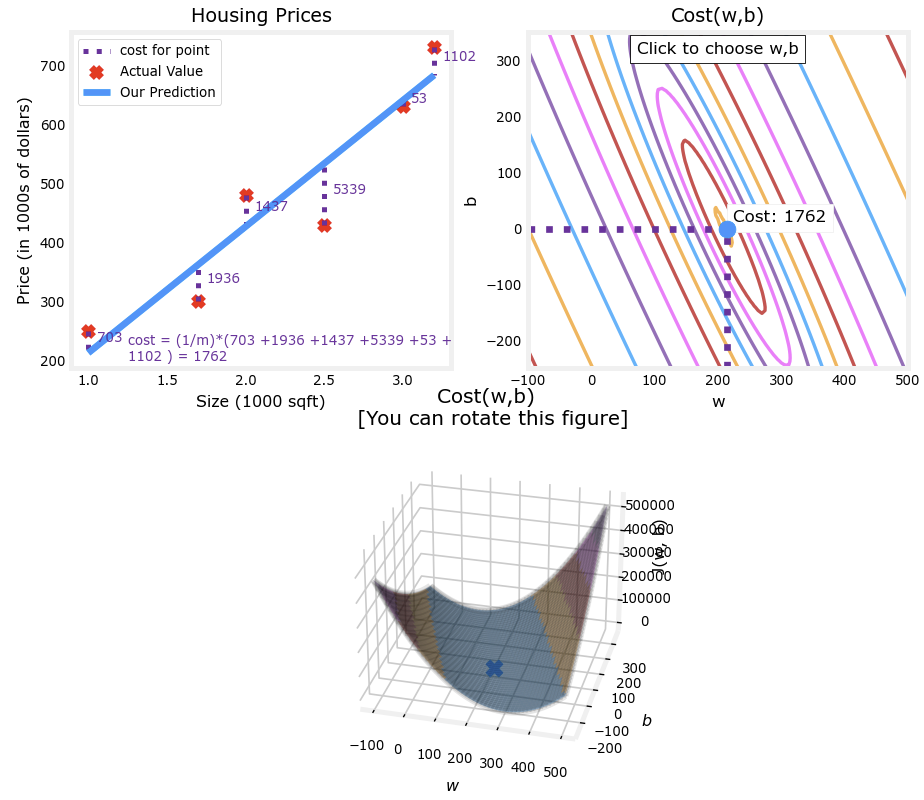 Housing Prices
cost for point
Actual Value
Our Prediction
Price (in 1000s of dollars)
700
600
500
400
300
200
1102
53
1437
5339
1936
703
cost = (1/m)*(703 +1936 +1437 +5339 +53 +
1102 ) = 1762
1.0 1.5 2.0 2.5 3.0
Size (1000 sqft)
Cost(w,b)
Click to choose w,b
b
300
200
100
0
−100
−200
Cost: 1762
−100 0 100 200 300 400 500
w
Cost(w,b)
[You can rotate this figure]
500000
400000
300000
200000
100000
0
J(w, b)
300
200
100
0
−100
−200
b
−100 0 100 200 300 400 500
w